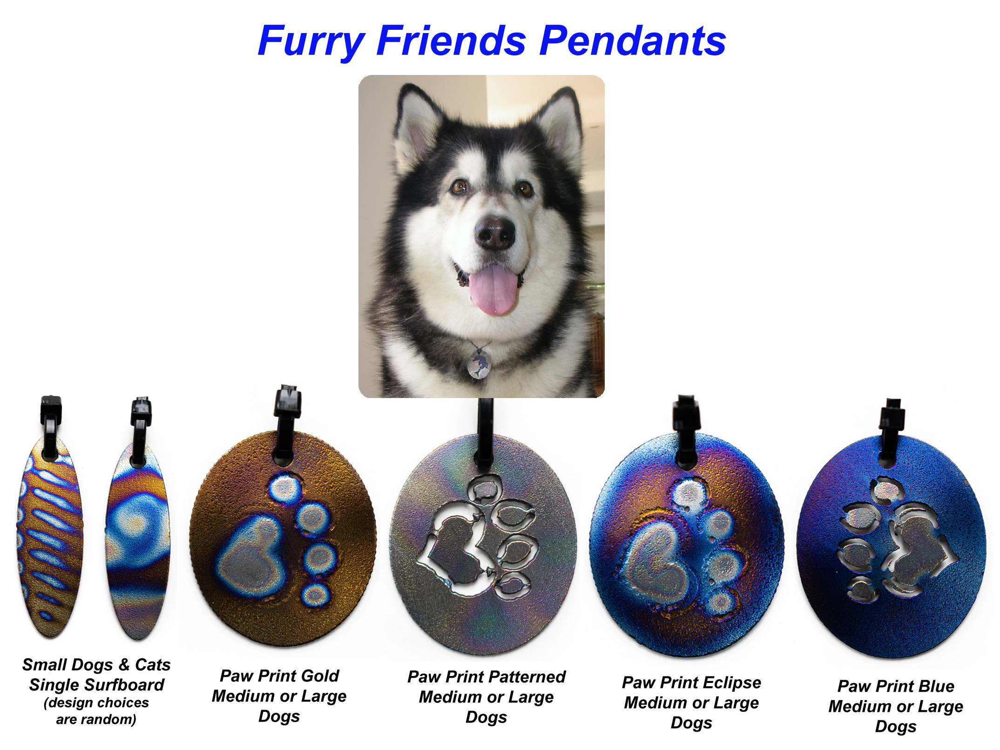 Furry Friends Pendants
Small Dogs & Cats
Single Surfboard
(design choices
are random)
Paw Print Gold
Medium or Large
Dogs
Paw Print Patterned
Medium or Large
Dogs
Paw Print Eclipse
Medium or Large
Dogs
Paw Print Blue
Medium or Large
Dogs